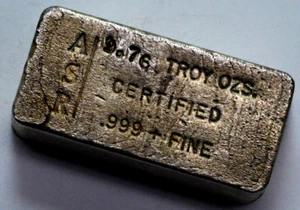 ASR
9.76 TROY OZS.
CERTIFIED
.999 + FINE